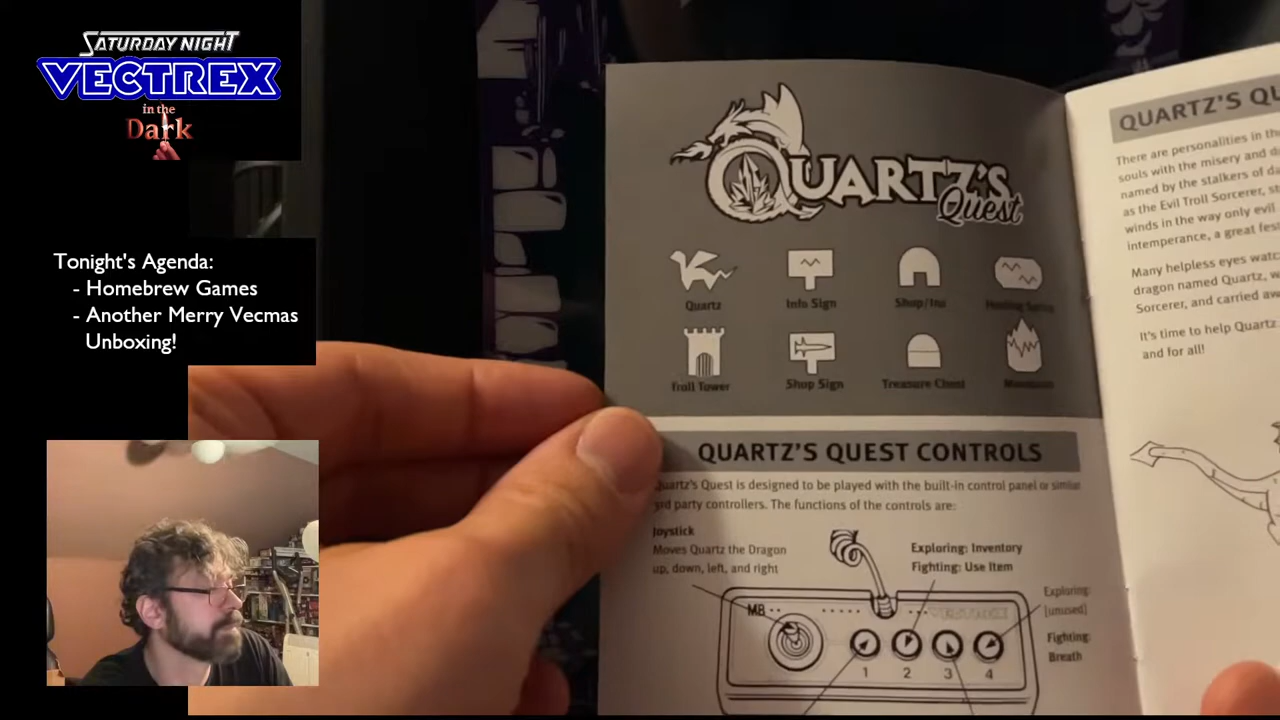 SATURDAY NIGHT
VECTREX
in the
Dark
Tonight's Agenda:
- Homebrew Games
- Another Merry Vecmas
Unboxing!
QUARTZ'S
Quest
Quartz
Info Sign
Shop/Inn
Troll Tower
Shop Sign
Treasure Chest
Mountain
QUARTZ'S QUEST CONTROLS
Quartz's Quest is designed to be played with the built-in control panel or similar
3rd party controllers. The functions of the controls are:
Joystick
Moves Quartz the Dragon
up, down, left, and right
Exploring: Inventory
Fighting: Use Item
Exploring:
[unused]
Fighting:
Breath
MB
VECTREX
1 2 3 4
QUARTZ'S QU
There are personalities in th
souls with the misery and d
named by the stalkers of da
as the Evil Troll Sorcerer, st
winds in the way only evil
intemperance, a great fes
Many helpless eyes watc
dragon named Quartz, w
Sorcerer, and carried aw
It's time to help Quartz
and for all!